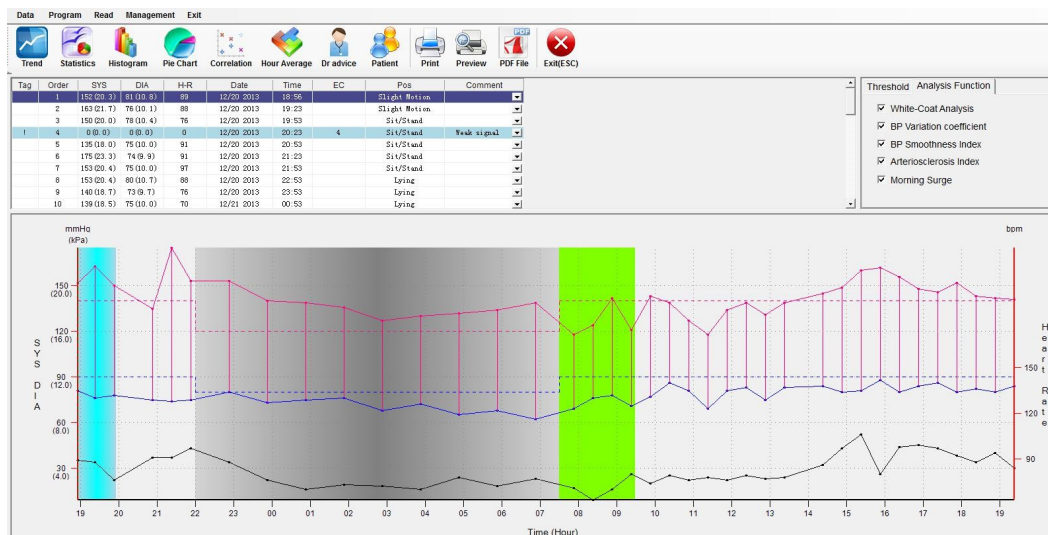 Data Program Read Management Exit
Trend Statistics Histogram Pie Chart Correlation Hour Average Dr advice Patient Print Preview PDF File Exit(ESC)
PDF
Tag Order SYS DIA H-R Date Time EC Pos Comment
1 152(20.3) 81(10.8) 89 12/20 2013 18:56 Slight Motion
2 163(21.7) 76(10.1) 88 12/20 2013 19:23 Slight Motion
3 150(20.0) 78(10.4) 76 12/20 2013 19:53 Sit/Stand
! 4 0(0.0) 0(0.0) 0 12/20 2013 20:23 4 Sit/Stand Weak signal
5 135(18.0) 75(10.0) 91 12/20 2013 20:53 Sit/Stand
6 175(23.3) 74(9.9) 91 12/20 2013 21:23 Sit/Stand
7 153(20.4) 75(10.0) 97 12/20 2013 21:53 Sit/Stand
8 153(20.4) 80(10.7) 88 12/20 2013 22:53 Lying
9 140(18.7) 73(9.7) 76 12/20 2013 23:53 Lying
10 139(18.5) 75(10.0) 70 12/21 2013 00:53 Lying
Threshold Analysis Function
White-Coat Analysis
BP Variation coefficient
BP Smoothness Index
Arteriosclerosis Index
Morning Surge
mmHg
(kPa)
bpm
150
(20.0)
120
(16.0)
90
(12.0)
60
(8.0)
30
(4.0)
SYS DIA
150
120
90
Heart Rate
19 20 21 22 23 00 01 02 03 04 05 06 07 08 09 10 11 12 13 14 15 16 17 18 19
Time (Hour)